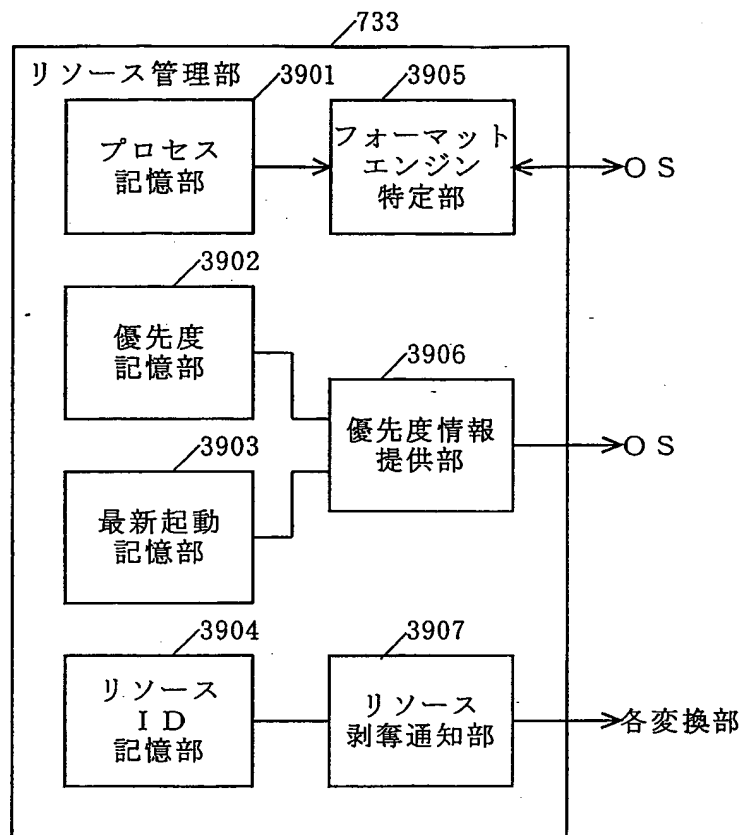 733
リソース管理部
3901
3905
プロセス
記憶部
フォーマット
エンジン
特定部
OS
3902
優先度
記憶部
3906
優先度情報
提供部
OS
3903
最新起動
記憶部
3904
3907
リソース
ID
記憶部
リソース
剥奪通知部
各変換部